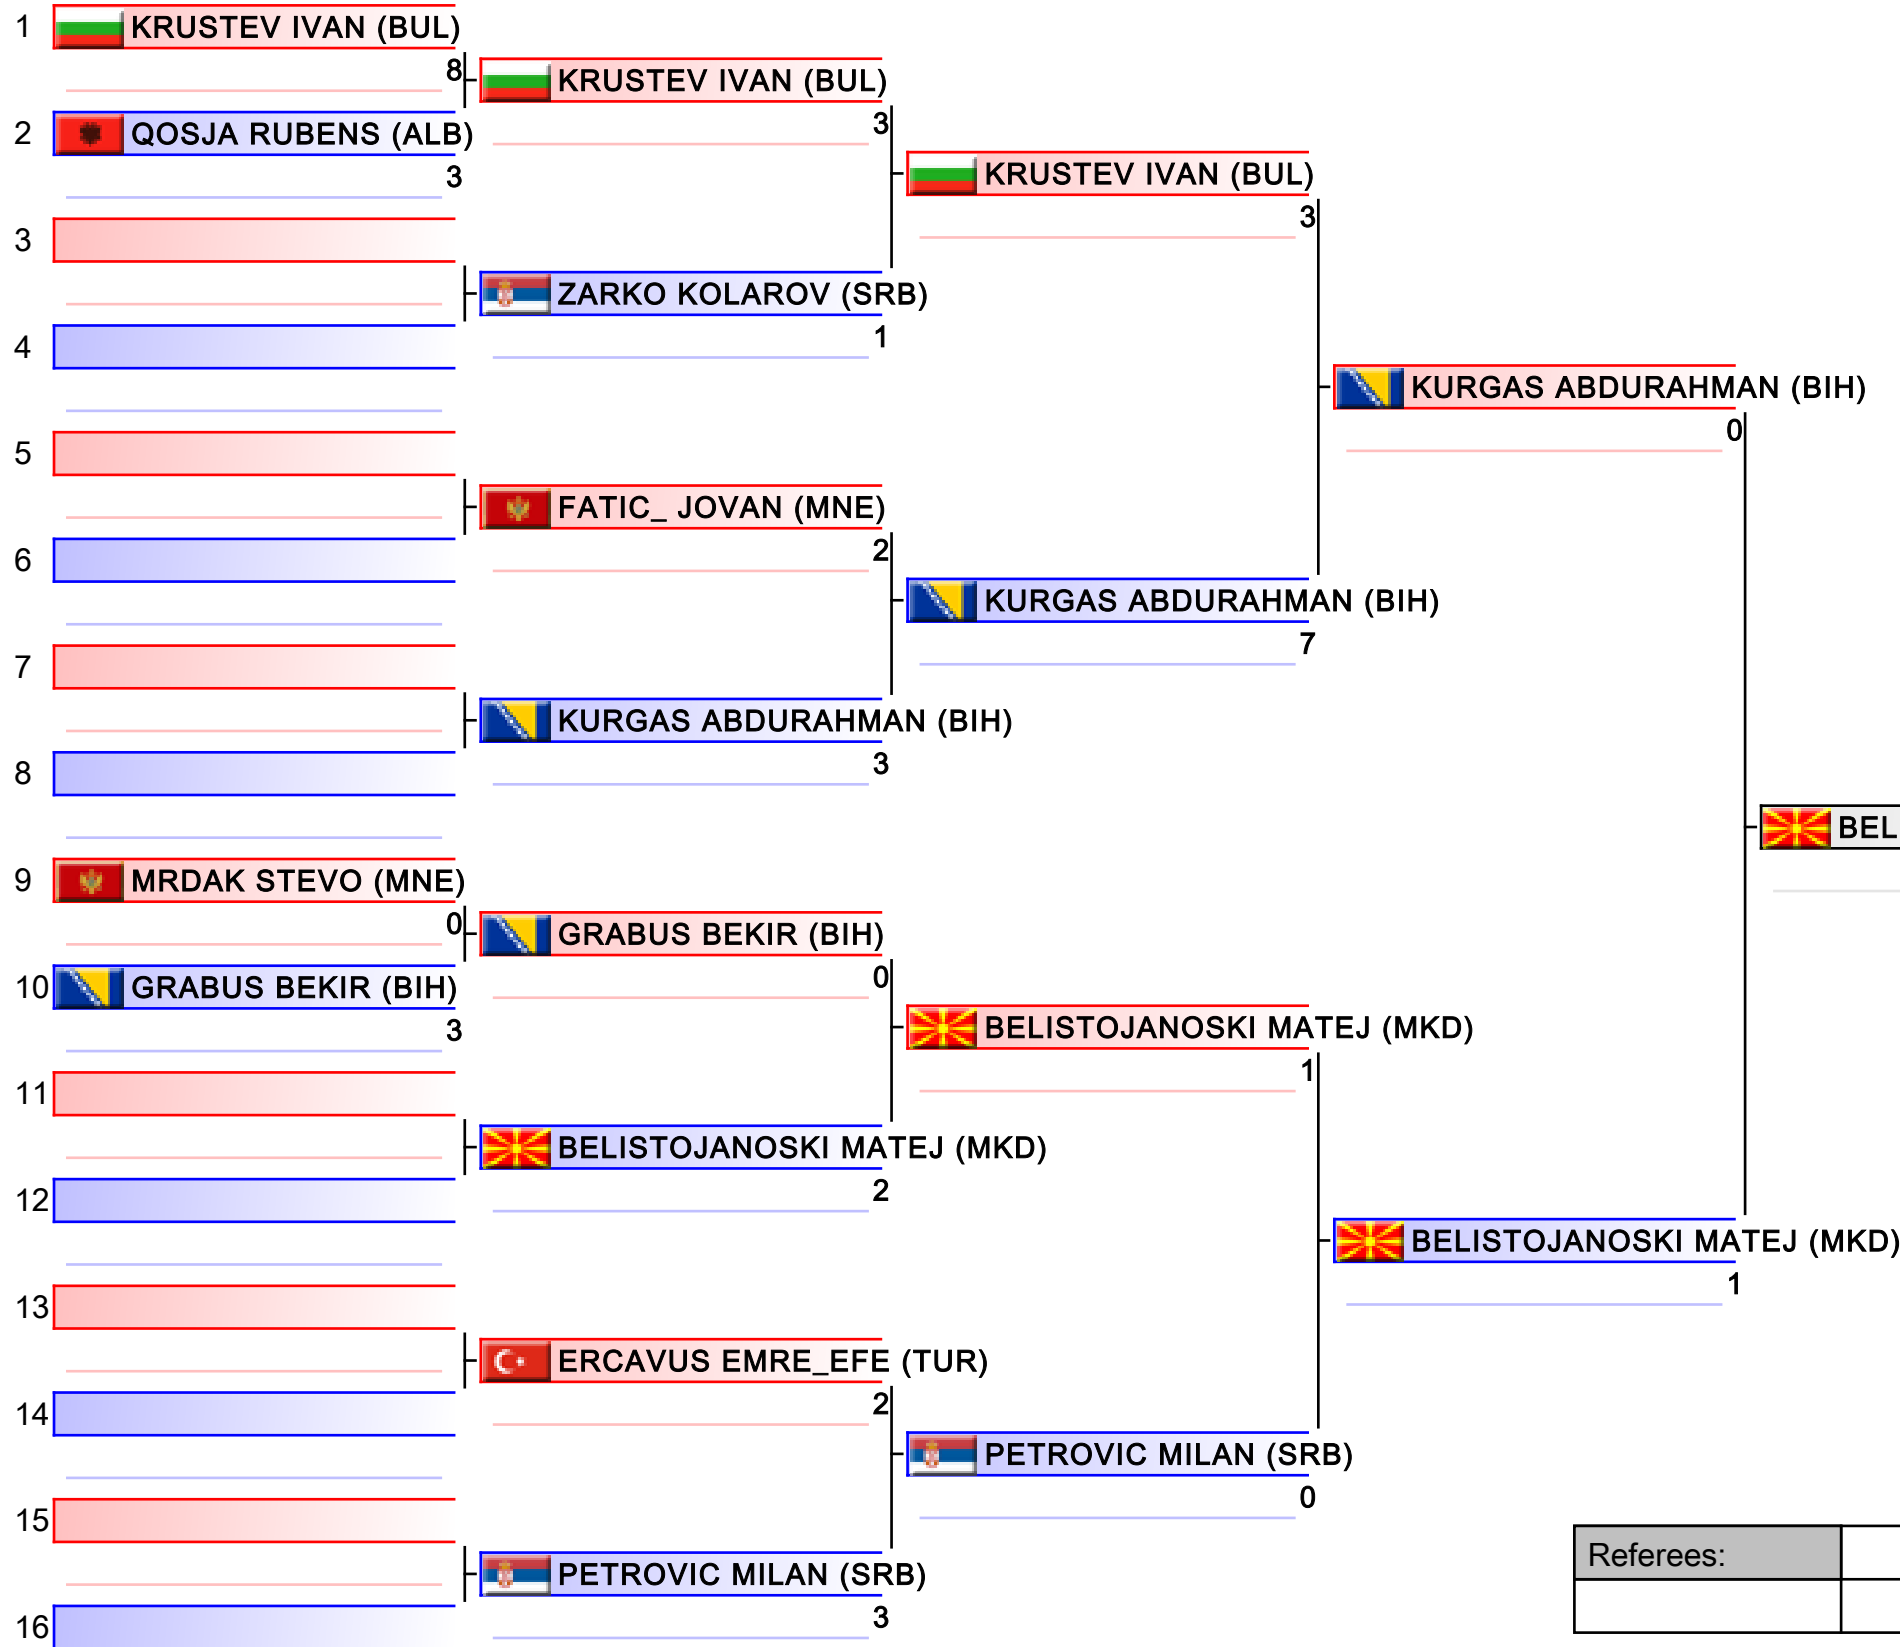 1 KRUSTEV IVAN (BUL)
8 KRUSTEV IVAN (BUL)
3
2 QOSJA RUBENS (ALB)
3
KRUSTEV IVAN (BUL)
3
3
ZARKO KOLAROV (SRB)
1
4
KURGAS ABDURAHMAN (BIH)
0
5
FATIC_ JOVAN (MNE)
2
6
KURGAS ABDURAHMAN (BIH)
7
7
KURGAS ABDURAHMAN (BIH)
3
8
BEL
9 MRDAK STEVO (MNE)
0 GRABUS BEKIR (BIH)
0
10 GRABUS BEKIR (BIH)
3
BELISTOJANOSKI MATEJ (MKD)
1
11
BELISTOJANOSKI MATEJ (MKD)
2
12
BELISTOJANOSKI MATEJ (MKD)
1
13
ERCAVUS EMRE_EFE (TUR)
2
14
PETROVIC MILAN (SRB)
0
15
PETROVIC MILAN (SRB)
3
16
Referees: